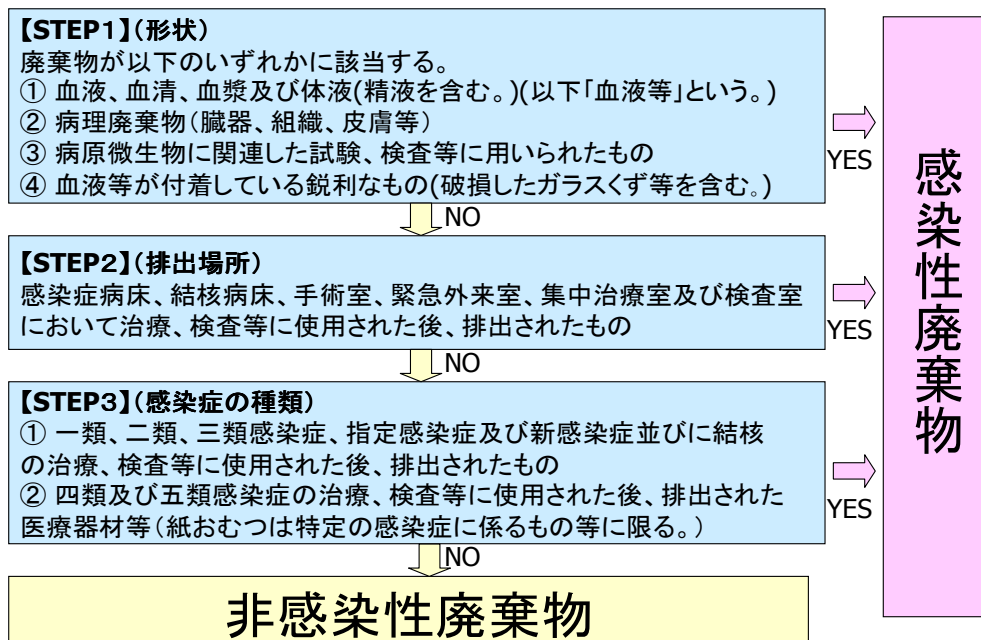 【STEP1】(形状)
廃棄物が以下のいずれかに該当する。
① 血液、血清、血漿及び体液(精液を含む。)(以下「血液等」という。)
② 病理廃棄物(臓器、組織、皮膚等)
③ 病原微生物に関連した試験、検査等に用いられたもの
④ 血液等が付着している鋭利なもの(破損したガラスくず等を含む。)
YES
NO
【STEP2】(排出場所)
感染症病床、結核病床、手術室、緊急外来室、集中治療室及び検査室
において治療、検査等に使用された後、排出されたもの
YES
NO
【STEP3】(感染症の種類)
① 一類、二類、三類感染症、指定感染症及び新感染症並びに結核
の治療、検査等に使用された後、排出されたもの
② 四類及び五類感染症の治療、検査等に使用された後、排出された
医療器材等(紙おむつは特定の感染症に係るもの等に限る。)
YES
NO
感染性廃棄物
非感染性廃棄物